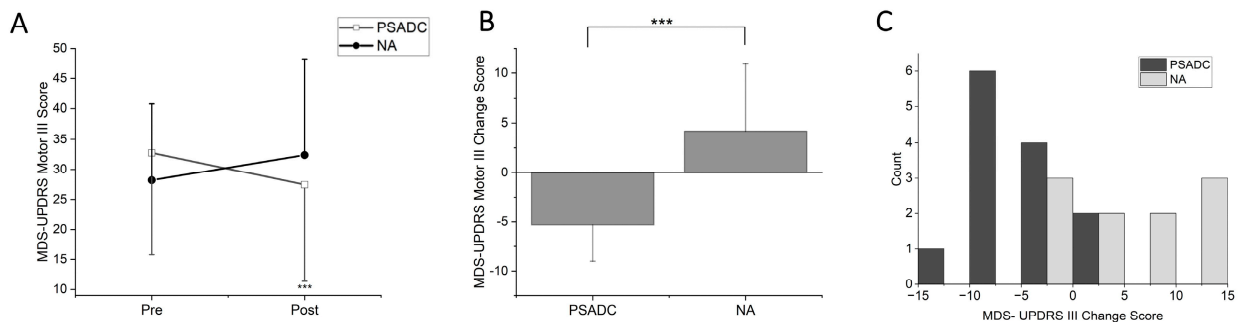 A
PSADC
NA
MDS-UPDRS Motor III Score
50
45
40
35
30
25
20
15
10
***
Pre
Post
B
***
MDS-UPDRS Motor III Change Score
10
5
0
-5
-10
PSADC
NA
C
PSADC
NA
Count
6
5
4
3
2
1
0
−15
−10
−5
0
5
10
15
MDS- UPDRS III Change Score